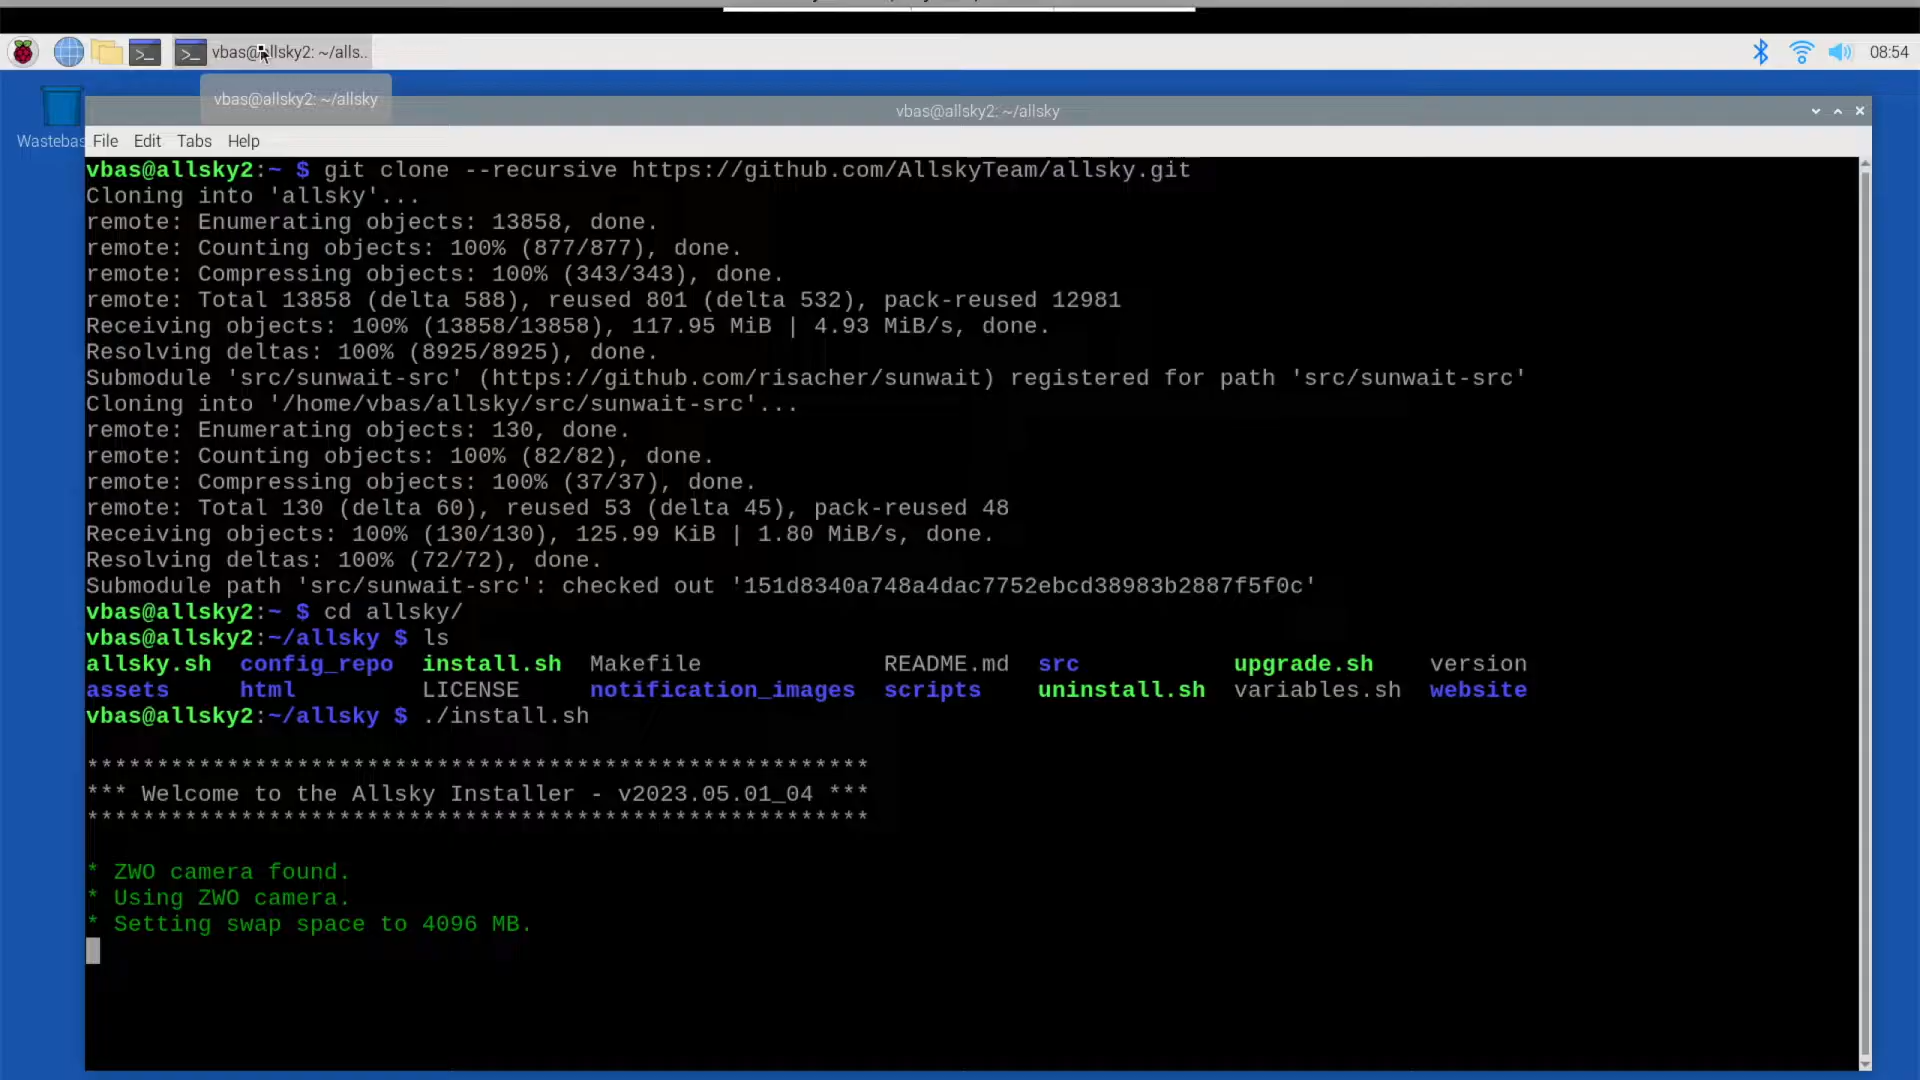 vbas@allsky2: ~/alls..
08:54
vbas@allsky2: ~/allsky
vbas@allsky2: ~/allsky
Wastebas
File Edit Tabs Help
vbas@allsky2:~ $ git clone --recursive https://github.com/AllskyTeam/allsky.git
Cloning into 'allsky'...
remote: Enumerating objects: 13858, done.
remote: Counting objects: 100% (877/877), done.
remote: Compressing objects: 100% (343/343), done.
remote: Total 13858 (delta 588), reused 801 (delta 532), pack-reused 12981
Receiving objects: 100% (13858/13858), 117.95 MiB | 4.93 MiB/s, done.
Resolving deltas: 100% (8925/8925), done.
Submodule 'src/sunwait-src' (https://github.com/risacher/sunwait) registered for path 'src/sunwait-src'
Cloning into '/home/vbas/allsky/src/sunwait-src'...
remote: Enumerating objects: 130, done.
remote: Counting objects: 100% (82/82), done.
remote: Compressing objects: 100% (37/37), done.
remote: Total 130 (delta 60), reused 53 (delta 45), pack-reused 48
Receiving objects: 100% (130/130), 125.99 KiB | 1.80 MiB/s, done.
Resolving deltas: 100% (72/72), done.
Submodule path 'src/sunwait-src': checked out '151d8340a748a4dac7752ebcd38983b2887f5f0c'
vbas@allsky2:~ $ cd allsky/
vbas@allsky2:~/allsky $ ls
allsky.sh config_repo install.sh Makefile README.md src upgrade.sh version
assets html LICENSE notification_images scripts uninstall.sh variables.sh website
vbas@allsky2:~/allsky $ ./install.sh
********************************************************
*** Welcome to the Allsky Installer - v2023.05.01_04 ***
********************************************************
* ZWO camera found.
* Using ZWO camera.
* Setting swap space to 4096 MB.